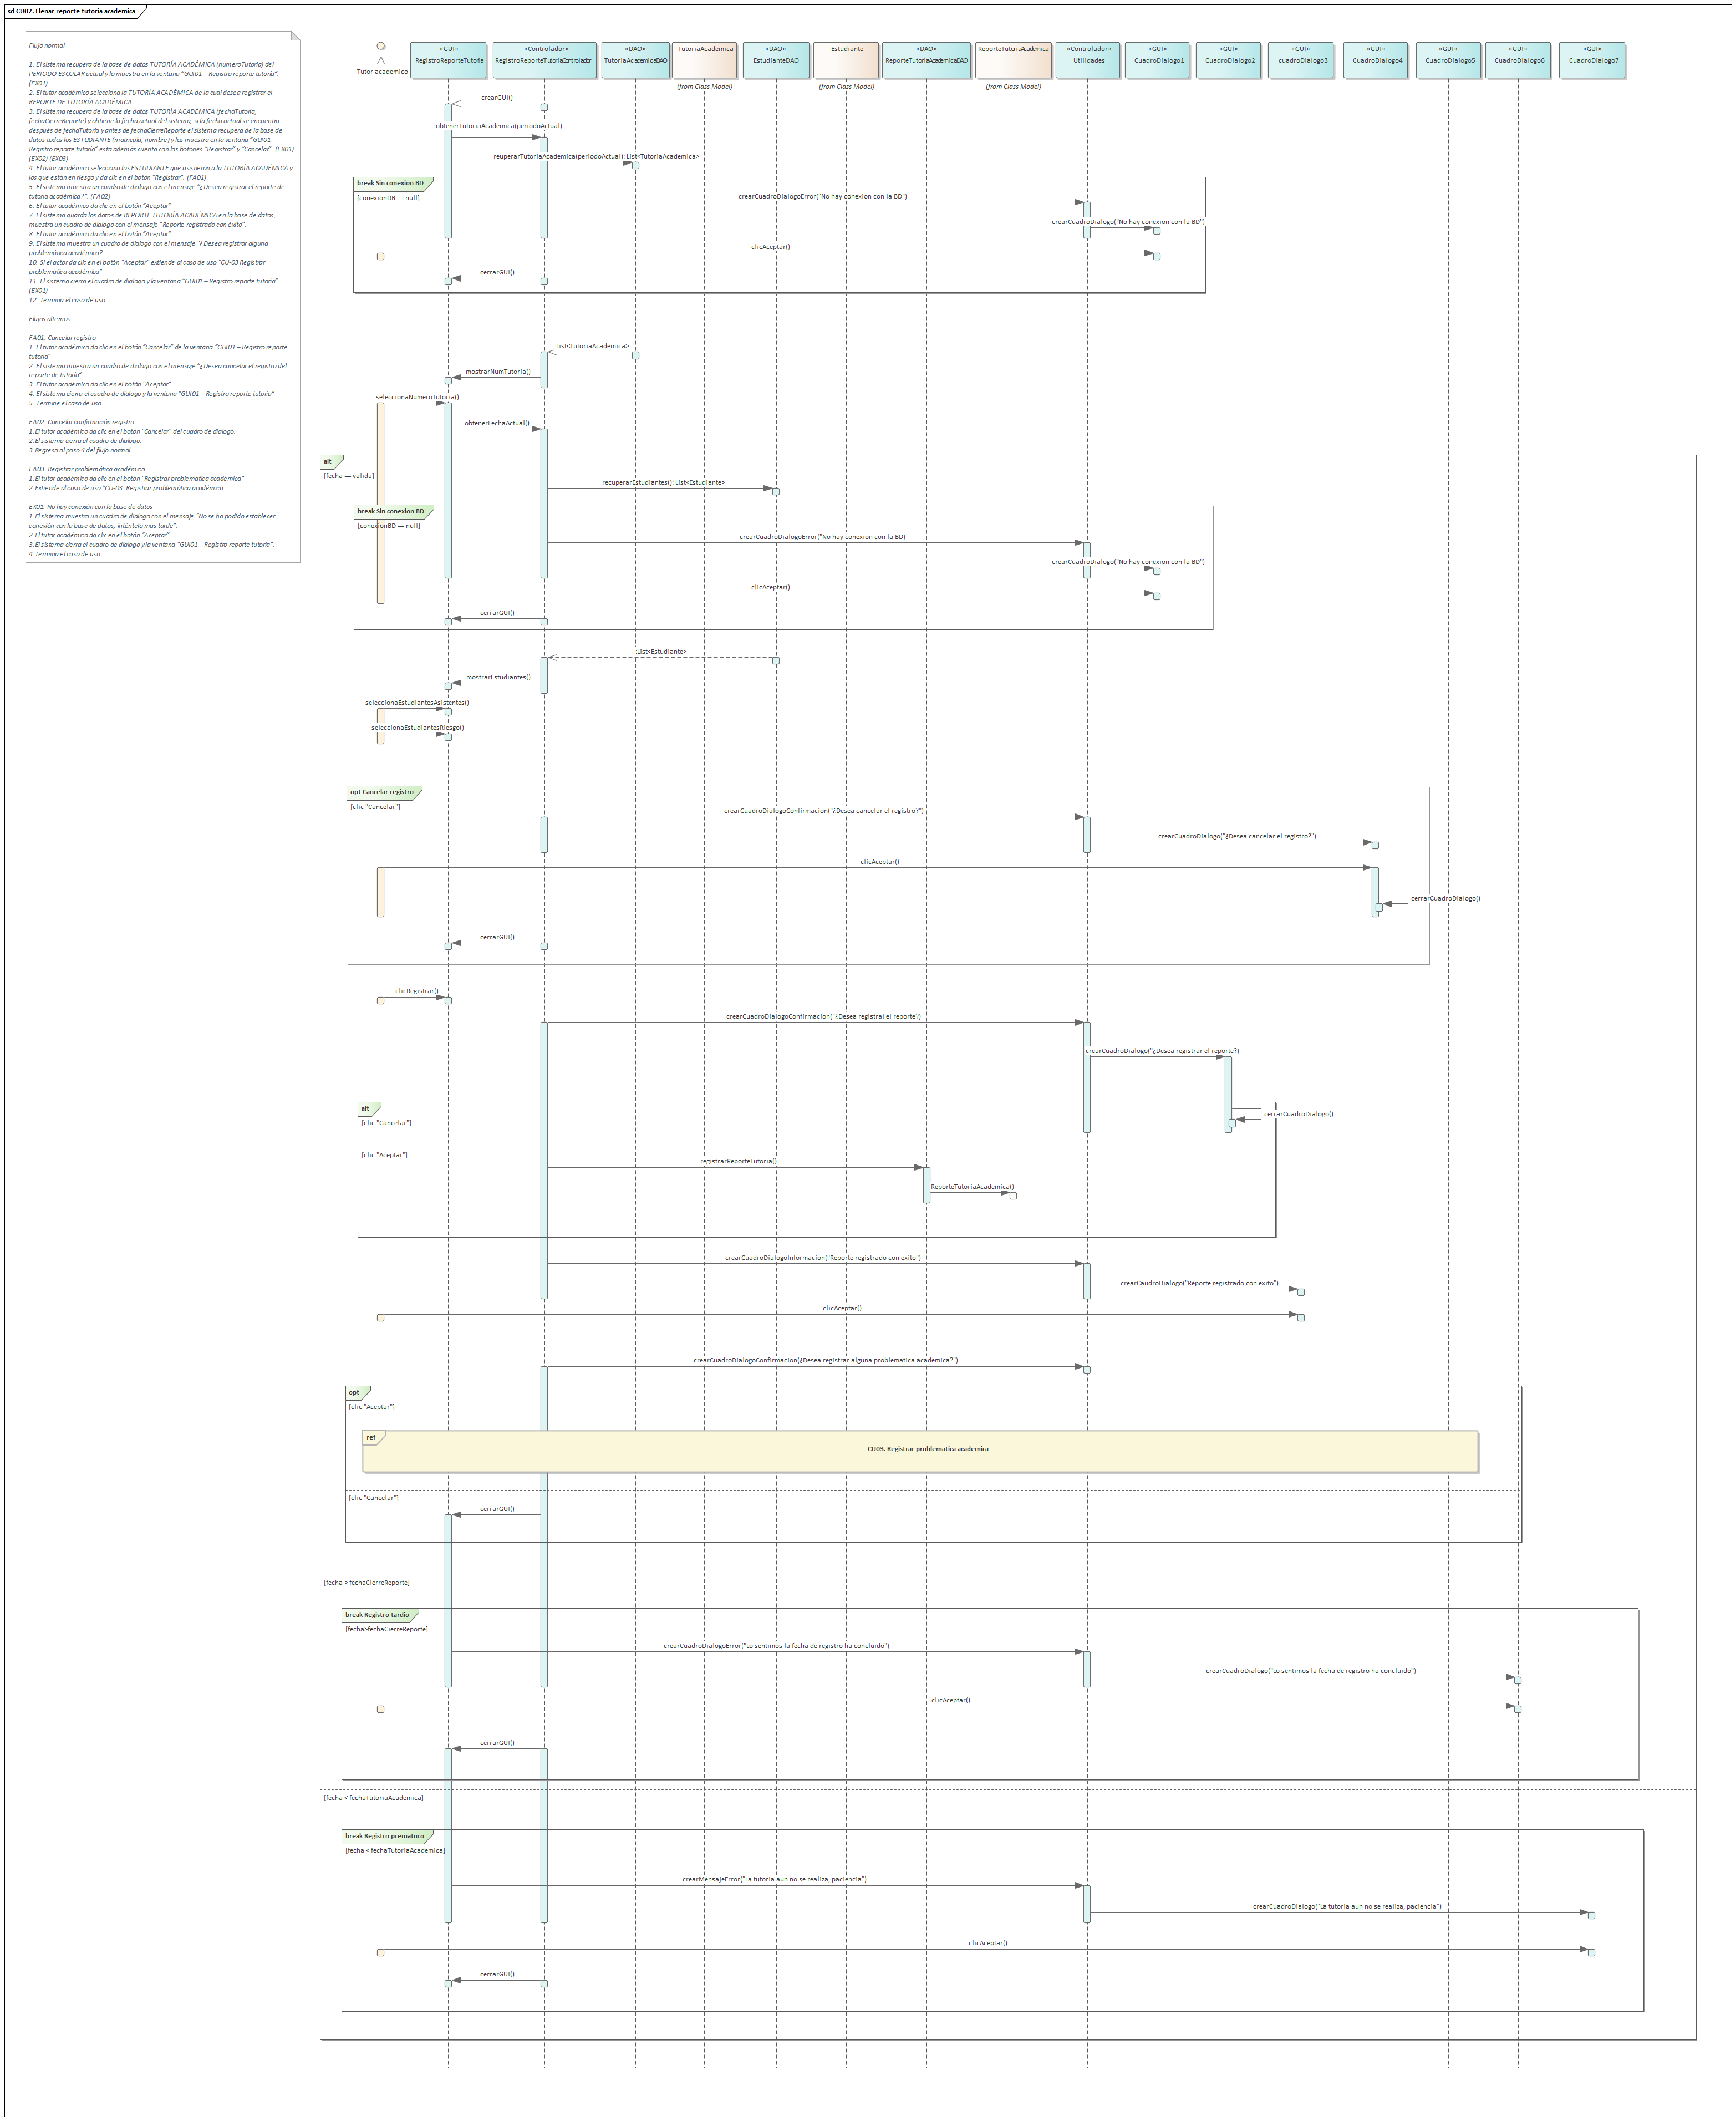 sd CU02. Llenar reporte tutoria academica
Flujo normal
1. El sistema recupera de la base de datos TUTORÍA ACADÉMICA (numeroTutoria) del
PERIODO ESCOLAR actual y lo muestra en la ventana “GUI01 – Registro reporte tutoría”.
(EX01)
2. El tutor académico selecciona la TUTORÍA ACADÉMICA de la cual desea registrar el
REPORTE DE TUTORÍA ACADÉMICA.
3. El sistema recupera de la base de datos TUTORÍA ACADÉMICA (fechaTutoria,
fechaCierreReporte) y obtiene la fecha actual del sistema, si la fecha actual se encuentra
después de fechaTutoria y antes de fechaCierreReporte el sistema recupera de la base de
datos todos los ESTUDIANTE (matricula, nombre) y los muestra en la ventana “GUI01 –
Registro reporte tutoría” esta además cuenta con los botones “Registrar” y “Cancelar”. (EX01)
(EX02) (EX03)
4. El tutor académico selecciona los ESTUDIANTE que asistieron a la TUTORÍA ACADÉMICA y
los que están en riesgo y da clic en el botón “Registrar”. (FA01)
5. El sistema muestra un cuadro de dialogo con el mensaje “¿Desea registrar el reporte de
tutoría académico?”. (FA02)
6. El tutor académico da clic en el botón “Aceptar”
7. El sistema guarda los datos de REPORTE TUTORÍA ACADÉMICA en la base de datos,
muestra un cuadro de dialogo con el mensaje “Reporte registrado con éxito”.
8. El tutor académico da clic en el botón “Aceptar”
9. El sistema muestra un cuadro de dialogo con el mensaje “¿Desea registrar alguna
problemática académica?
10. Si el actor da clic en el botón “Aceptar” extiende al caso de uso “CU-03 Registrar
problemática académica”
11. El sistema cierra el cuadro de dialogo y la ventana “GUI01 – Registro reporte tutoría”.
(EX01)
12. Termina el caso de uso.
Flujos alternos
FA01. Cancelar registro
1. El tutor académico da clic en el botón “Cancelar” de la ventana “GUI01 – Registro reporte
tutoría”
2. El sistema muestra un cuadro de dialogo con el mensaje “¿Desea cancelar el registro del
reporte de tutoría”
3. El tutor académico da clic en el botón “Aceptar”
4. El sistema cierra el cuadro de dialogo y la ventana “GUI01 – Registro reporte tutoría”
5. Termine el caso de uso
FA02. Cancelar confirmación registro
1. El tutor académico da clic en el botón “Cancelar” del cuadro de dialogo.
2. El sistema cierra el cuadro de dialogo.
3. Regresa al paso 4 del flujo normal.
FA03. Registrar problemática académica
1. El tutor académico da clic en el botón “Registrar problemática académica”
2. Extiende al caso de uso “CU-03. Registrar problemática académica
EX01. No hay conexión con la base de datos
1. El sistema muestra un cuadro de dialogo con el mensaje “No se ha podido establecer
conexión con la base de datos, inténtelo más tarde”.
2. El tutor académico da clic en el botón “Aceptar”.
3. El sistema cierra el cuadro de dialogo y la ventana “GUI01 – Registro reporte tutoría”.
4. Termina el caso de uso.
Tutor academico
«GUI»
RegistroReporteTutoria
«Controlador»
RegistroReporteTutoriaControlador
«DAO»
TutoriaAcademicaDAO
TutoriaAcademica
(from Class Model)
«DAO»
EstudianteDAO
Estudiante
(from Class Model)
«DAO»
ReporteTutoriaAcademicaDAO
ReporteTutoriaAcademica
(from Class Model)
«Controlador»
Utilidades
«GUI»
CuadroDialogo1
«GUI»
CuadroDialogo2
«GUI»
cuadroDialogo3
«GUI»
CuadroDialogo4
«GUI»
CuadroDialogo5
«GUI»
CuadroDialogo6
«GUI»
CuadroDialogo7
crearGUI()
obtenerTutoriaAcademica(periodoActual)
reuperarTutoriaAcademica(periodoActual): List<TutoriaAcademica>
break Sin conexion BD
[conexionDB == null]
crearCuadroDialogoError("No hay conexion con la BD")
crearCuadroDialogo("No hay conexion con la BD")
clicAceptar()
cerrarGUI()
:List<TutoriaAcademica>
mostrarNumTutoria()
seleccionaNumeroTutoria()
obtenerFechaActual()
alt
[fecha == valida]
recuperarEstudiantes(): List<Estudiante>
break Sin conexion BD
[conexionBD == null]
crearCuadroDialogoError("No hay conexion con la BD)
crearCuadroDialogo("No hay conexion con la BD")
clicAceptar()
cerrarGUI()
:List<Estudiante>
mostrarEstudiantes()
seleccionaEstudiantesAsistentes()
seleccionaEstudiantesRiesgo()
opt Cancelar registro
[clic "Cancelar"]
crearCuadroDialogoConfirmacion("¿Desea cancelar el registro?")
crearCuadroDialogo("¿Desea cancelar el registro?")
clicAceptar()
cerrarCuadroDialogo()
cerrarGUI()
clicRegistrar()
crearCuadroDialogoConfirmacion("¿Desea registral el reporte?)
crearCuadroDialogo("¿Desea registrar el reporte?)
alt
[clic "Cancelar"]
cerrarCuadroDialogo()
[clic "Aceptar"]
registrarReporteTutoria()
ReporteTutoriaAcademica()
crearCuadroDialogoInformacion("Reporte registrado con exito")
crearCaudroDialogo("Reporte registrado con exito")
clicAceptar()
crearCuadroDialogoConfirmacion(¿Desea registrar alguna problematica academica?")
opt
[clic "Aceptar"]
ref
CU03. Registrar problematica academica
[clic "Cancelar"]
cerrarGUI()
[fecha > fechaCierreReporte]
break Registro tardio
[fecha>fechaCierreReporte]
crearCuadroDialogoError("Lo sentimos la fecha de registro ha concluido")
crearCuadroDialogo("Lo sentimos la fecha de registro ha concluido")
clicAceptar()
cerrarGUI()
[fecha < fechaTutoriaAcademica]
break Registro prematuro
[fecha < fechaTutoriaAcademica]
crearMensajeError("La tutoria aun no se realiza, paciencia")
crearCuadroDialogo("La tutoria aun no se realiza, paciencia")
clicAceptar()
cerrarGUI()